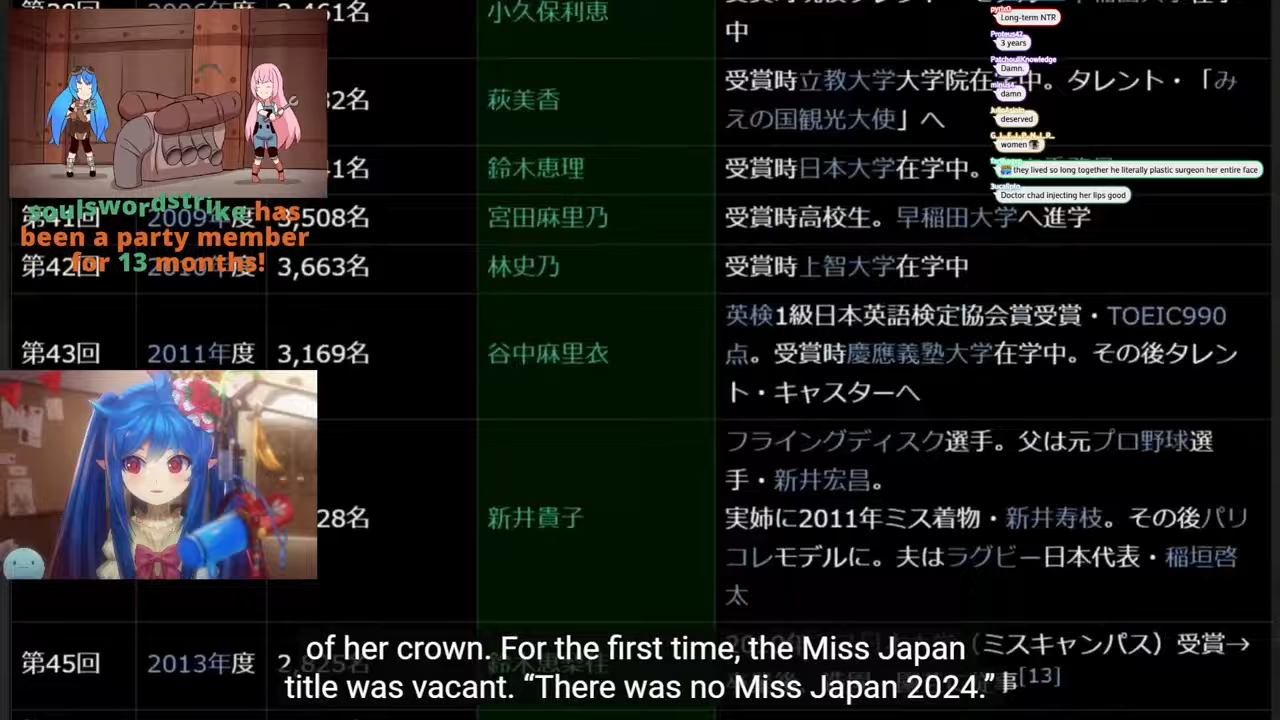 小久保利恵
中
萩美香
受賞時立教大学大学院在学中。タレント・「み
えの国観光大使」へ
鈴木恵理
受賞時日本大学在学中。
3,508名
宮田麻里乃
受賞時高校生。早稲田大学へ進学
第42回
3,663名
林史乃
受賞時上智大学在学中
第43回
2011年度
3,169名
谷中麻里衣
英検1級日本英語検定協会賞受賞・TOEIC990
点。受賞時慶應義塾大学在学中。その後タレン
ト・キャスターへ
28名
新井貴子
フライングディスク選手。父は元プロ野球選
手・新井宏昌。
実姉に2011年ミス着物・新井寿枝。その後パリ
コレモデルに。夫はラグビー日本代表・稲垣啓
太
第45回
2013年度
2,825名
(ミスキャンパス）受賞→
事[13]
soulswordstrike has
been a party member
for 13 months!
Long-term NTR
Proteus42
3 years
PatchouliKnowledge
Damn.
damn
deserved
women
they lived so long together he literally plastic surgeon her entire face
Doctor chad injecting her lips good
of her crown. For the first time, the Miss Japan
title was vacant. “There was no Miss Japan 2024.”